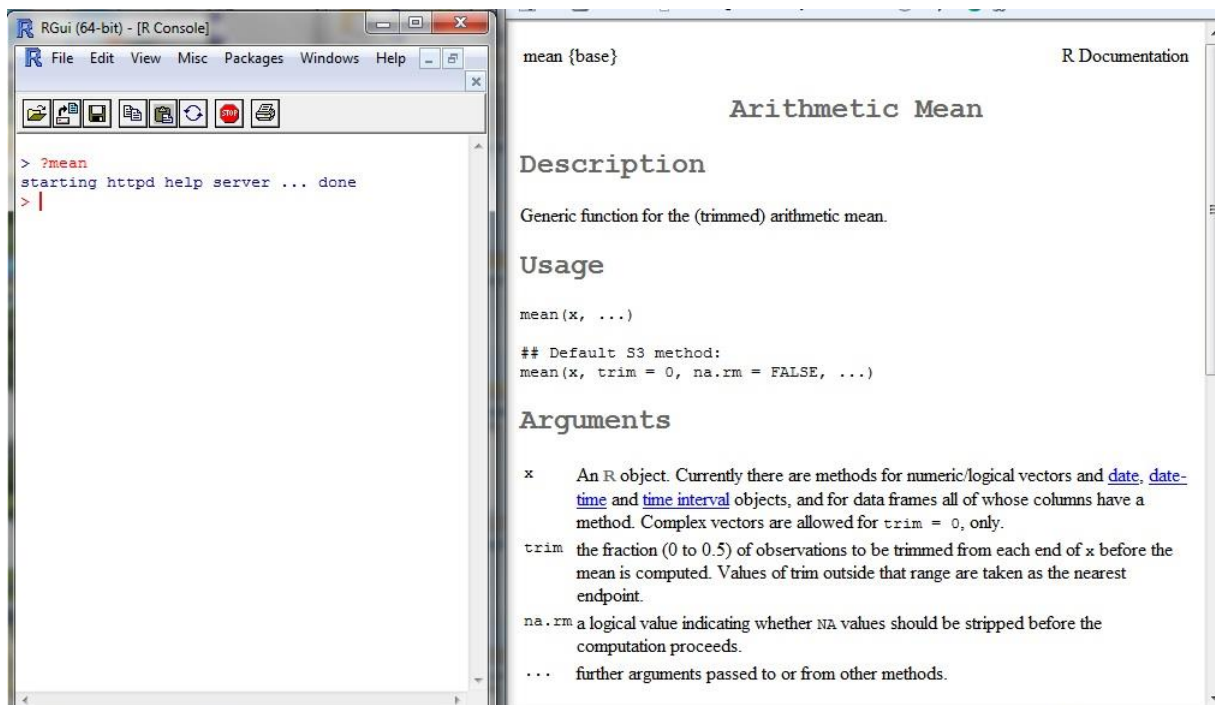 RGui (64-bit) - [R Console]
File Edit View Misc Packages Windows Help
STOP
> ?mean
starting httpd help server ... done
>
mean {base} R Documentation
Arithmetic Mean
Description
Generic function for the (trimmed) arithmetic mean.
Usage
mean(x, ...)
## Default S3 method:
mean(x, trim = 0, na.rm = FALSE, ...)
Arguments
x An R object. Currently there are methods for numeric/logical vectors and date, date-
time and time interval objects, and for data frames all of whose columns have a
method. Complex vectors are allowed for trim = 0, only.
trim the fraction (0 to 0.5) of observations to be trimmed from each end of x before the
mean is computed. Values of trim outside that range are taken as the nearest
endpoint.
na.rm a logical value indicating whether NA values should be stripped before the
computation proceeds.
... further arguments passed to or from other methods.